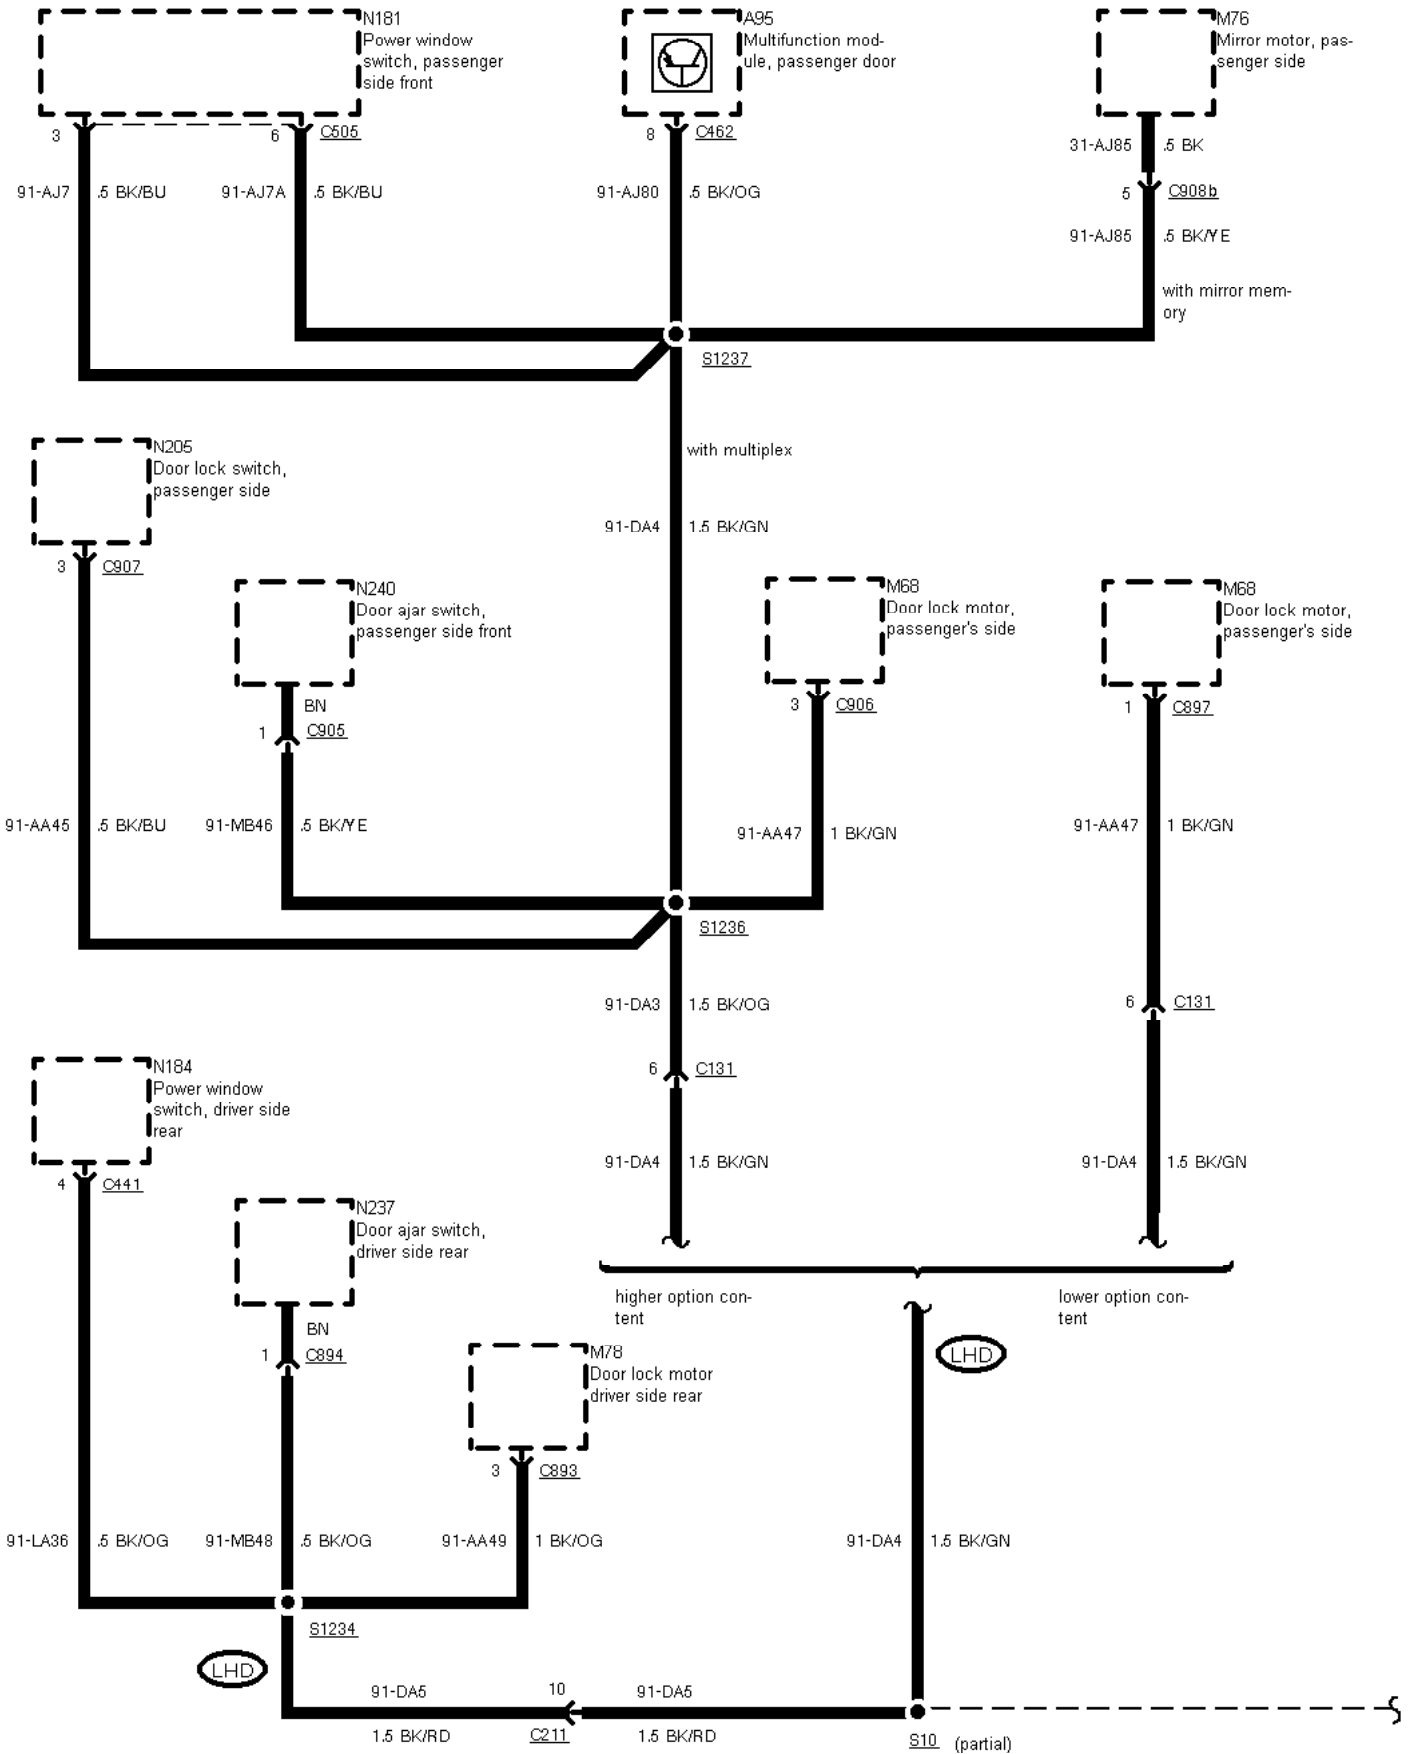 N181
Power window
switch, passenger
side front
A95
Multifunction mod-
ule, passenger door
M76
Mirror motor, pas-
senger side
3
6
C505
8
C462
31-AJ85
.5 BK
91-AJ7
.5 BK/BU
91-AJ7A
.5 BK/BU
91-AJ80
.5 BK/OG
5
C908b
91-AJ85
.5 BK/YE
with mirror mem-
ory
S1237
N205
Door lock switch,
passenger side
with multiplex
91-DA4
1.5 BK/GN
3
C907
N240
Door ajar switch,
passenger side front
M68
Door lock motor,
passenger's side
M68
Door lock motor,
passenger's side
BN
1
C905
3
C906
1
C897
91-AA45
.5 BK/BU
91-MB46
.5 BK/YE
91-AA47
1 BK/GN
91-AA47
1 BK/GN
S1236
91-DA3
1.5 BK/OG
6
C131
6
C131
N184
Power window
switch, driver side
rear
91-DA4
1.5 BK/GN
91-DA4
1.5 BK/GN
4
C441
N237
Door ajar switch,
driver side rear
higher option con-
tent
lower option con-
tent
BN
1
C894
M78
Door lock motor
driver side rear
LHD
3
C893
91-LA36
.5 BK/OG
91-MB48
.5 BK/OG
91-AA49
1 BK/OG
91-DA4
1.5 BK/GN
S1234
LHD
91-DA5
10
91-DA5
1.5 BK/RD
C211
1.5 BK/RD
S10
(partial)